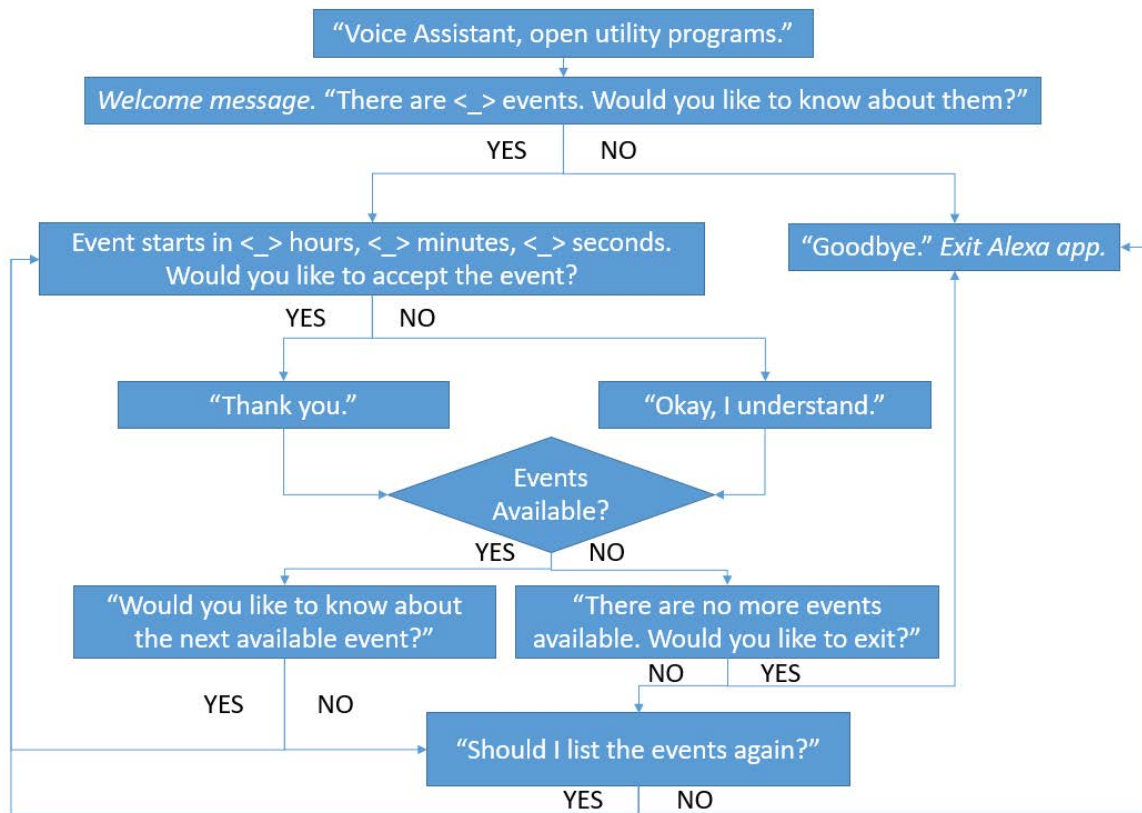 “Voice Assistant, open utility programs.”
Welcome message. “There are <_> events. Would you like to know about them?”
YES NO
Event starts in <_> hours, <_> minutes, <_> seconds.
Would you like to accept the event?
“Goodbye.” Exit Alexa app.
YES NO
“Thank you.”
“Okay, I understand.”
Events
Available?
YES NO
“Would you like to know about
the next available event?”
“There are no more events
available. Would you like to exit?”
NO YES
YES NO
“Should I list the events again?”
YES NO